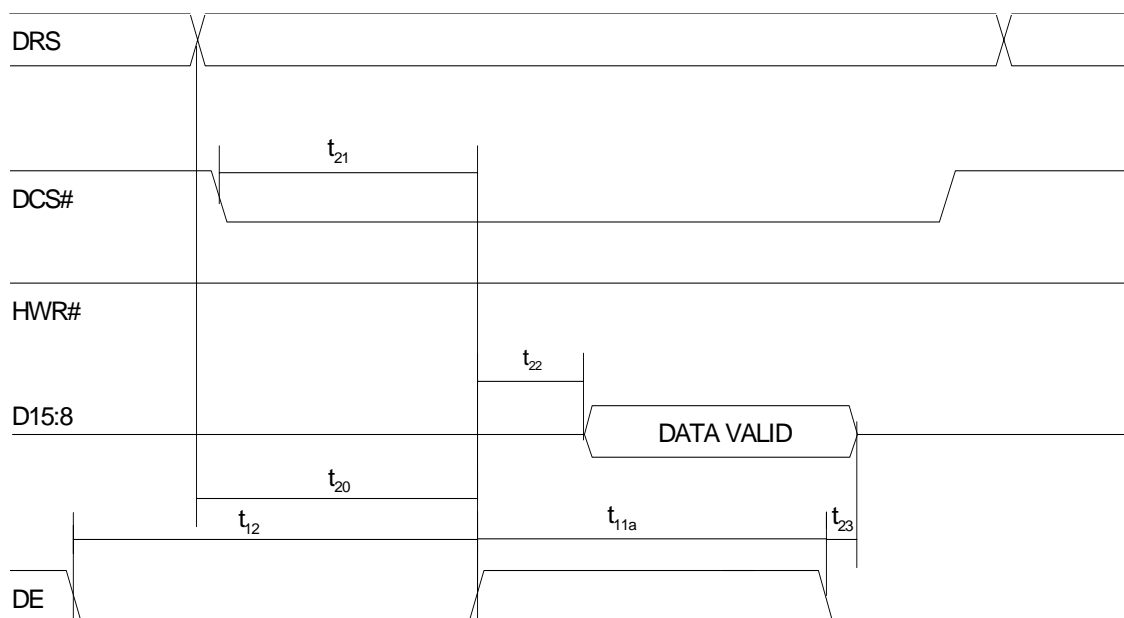 DRS
t21
DCS#
HWR#
t22
D15:8
DATA VALID
t20
t12
t11a
t23
DE